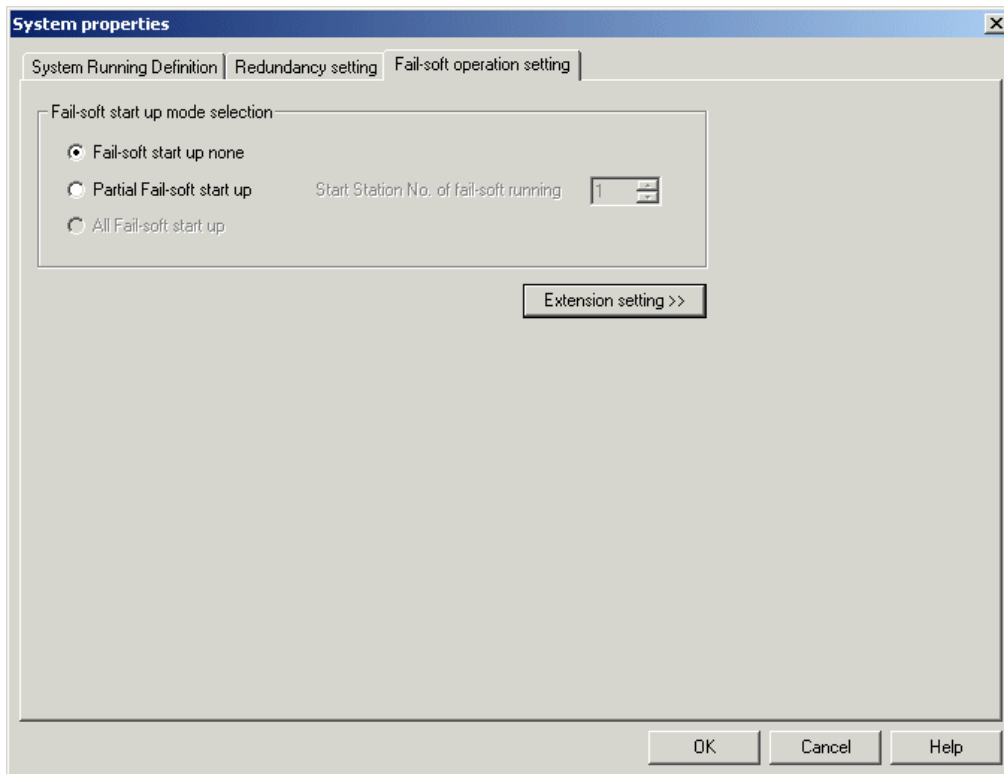 System properties
System Running Definition
Redundancy setting
Fail-soft operation setting
Fail-soft start up mode selection
Fail-soft start up none
Partial Fail-soft start up
Start Station No. of fail-soft running
1
All Fail-soft start up
Extension setting >>
OK
Cancel
Help